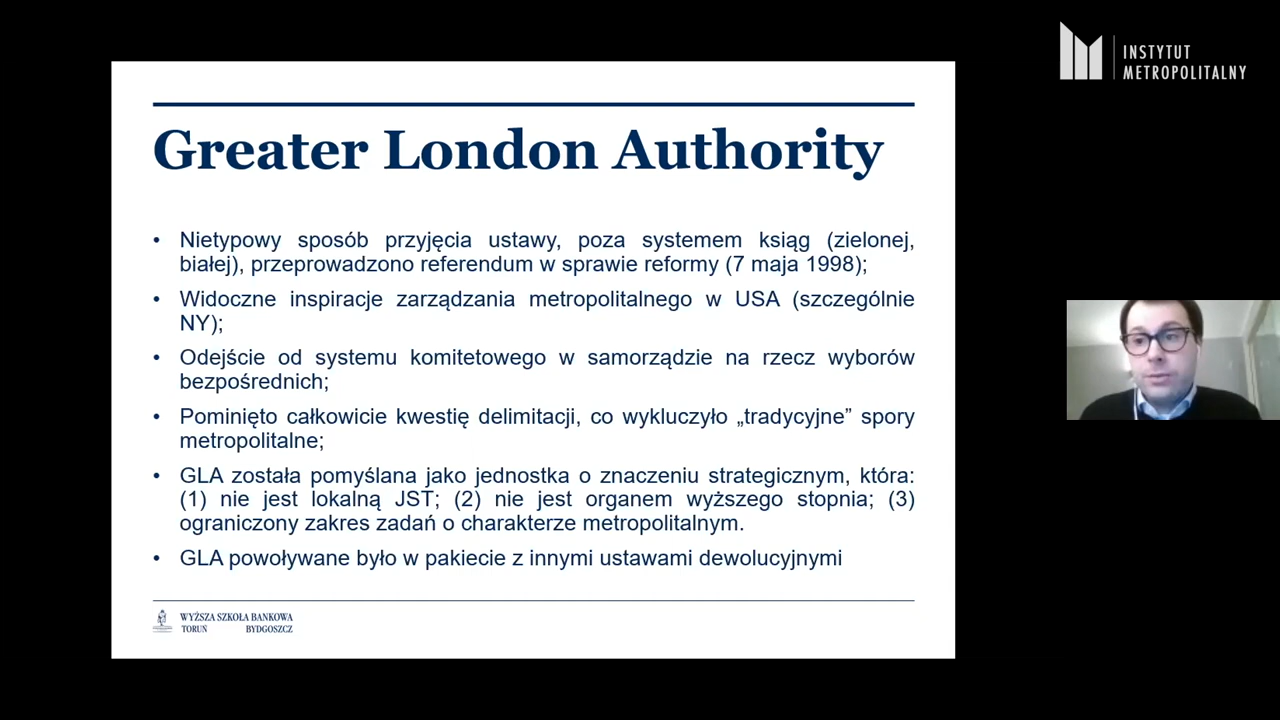 INSTYTUT
METROPOLITALNY
Greater London Authority
• Nietypowy sposób przyjęcia ustawy, poza systemem ksiąg (zielonej,
białej), przeprowadzono referendum w sprawie reformy (7 maja 1998);
• Widoczne inspiracje zarządzania metropolitalnego w USA (szczególnie
NY);
• Odejście od systemu komitetowego w samorządzie na rzecz wyborów
bezpośrednich;
• Pominięto całkowicie kwestię delimitacji, co wykluczyło „tradycyjne” spory
metropolitalne;
• GLA została pomyślana jako jednostka o znaczeniu strategicznym, która:
(1) nie jest lokalną JST; (2) nie jest organem wyższego stopnia; (3)
ograniczony zakres zadań o charakterze metropolitalnym.
• GLA powoływane było w pakiecie z innymi ustawami dewolucyjnymi
WYŻSZA SZKOŁA BANKOWA
TORUŃ BYDGOSZCZ